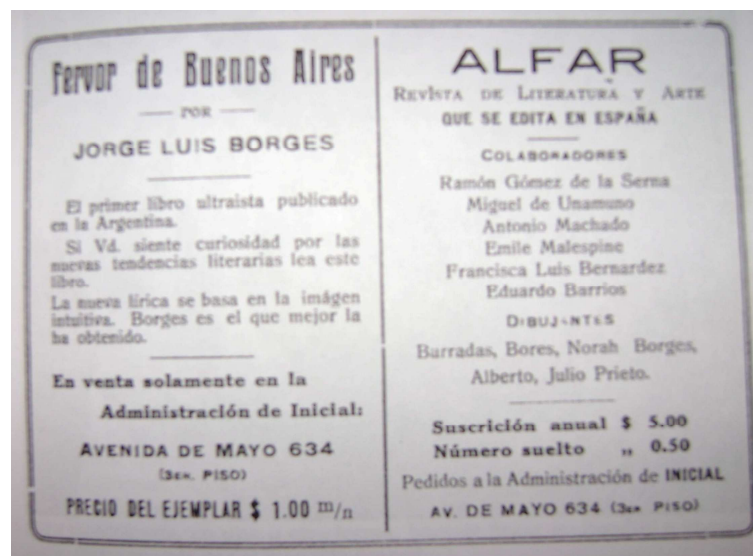 Fervor de Buenos Aires
POR
JORGE LUIS BORGES
El primer libro ultraista publicado
en la Argentina.
Si Vd. siente curiosidad por las
nuevas tendencias literarias lea este
libro.
La nueva lírica se basa en la imágen
intuitiva. Borges es el que mejor la
ha obtenido.
En venta solamente en la
Administración de Inicial:
AVENIDA DE MAYO 634
(3ER. PISO)
PRECIO DEL EJEMPLAR $ 1.00 m/n
ALFAR
REVISTA DE LITERATURA Y ARTE
QUE SE EDITA EN ESPAÑA
COLABORADORES
Ramón Gómez de la Serna
Miguel de Unamuno
Antonio Machado
Emile Malespine
Francisca Luis Bernardez
Eduardo Barrios
DIBUJANTES
Barradas, Bores, Norah Borges,
Alberto, Julio Prieto.
Suscrición anual $ 5.00
Número suelto „ 0.50
Pedidos a la Administración de INICIAL
AV. DE MAYO 634 (3ER PISO)